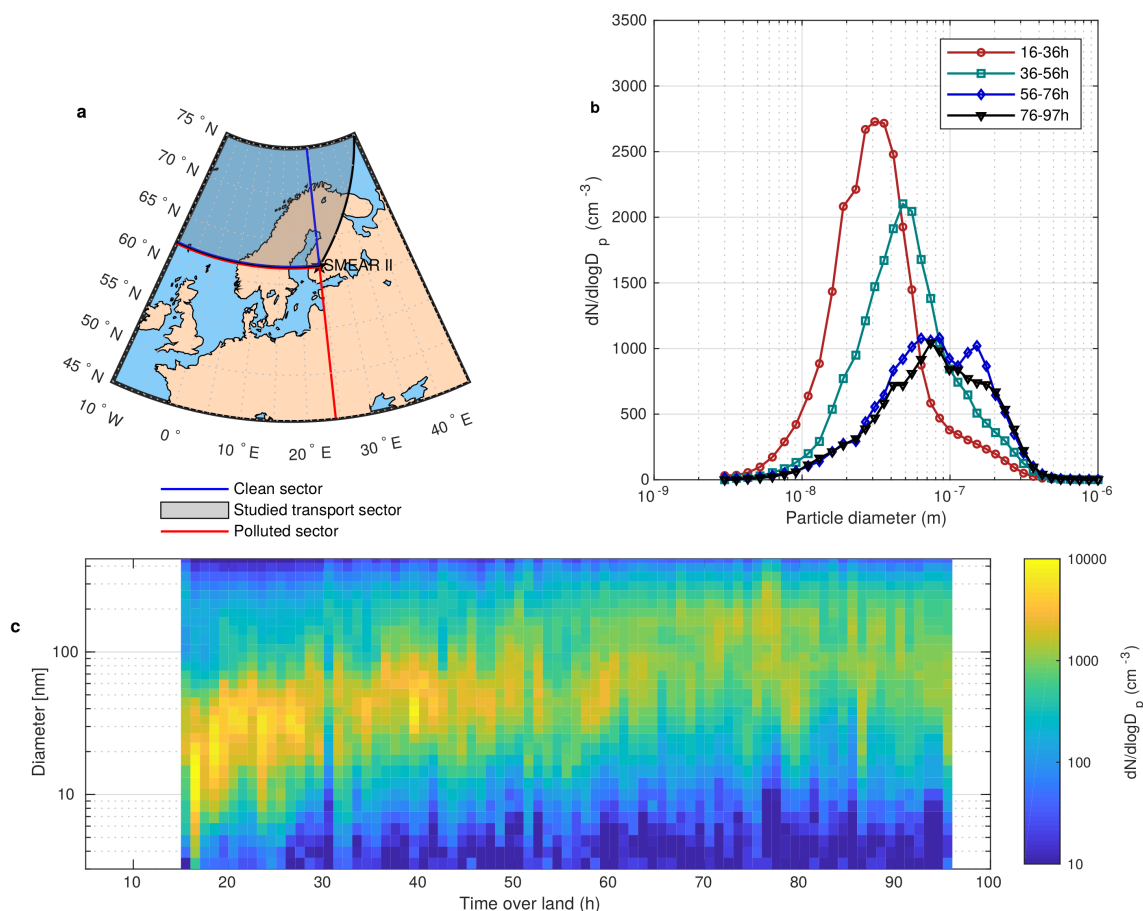 a
75 ° N
70 ° N
65 ° N
60 ° N
55 ° N
50 ° N
45 ° N
10 ° W
0 °
10 ° E
20 ° E
30 ° E
40 ° E
SMEAR II
Clean sector
Studied transport sector
Polluted sector
b
3500
3000
2500
2000
1500
1000
500
0
dN/dlogD p (cm -3)
10-9
10-8
10-7
10-6
Particle diameter (m)
16-36h
36-56h
56-76h
76-97h
c
100
10
Diameter [nm]
10
20
30
40
50
60
70
80
90
100
Time over land (h)
10000
1000
100
10
dN/dlogD p (cm -3)